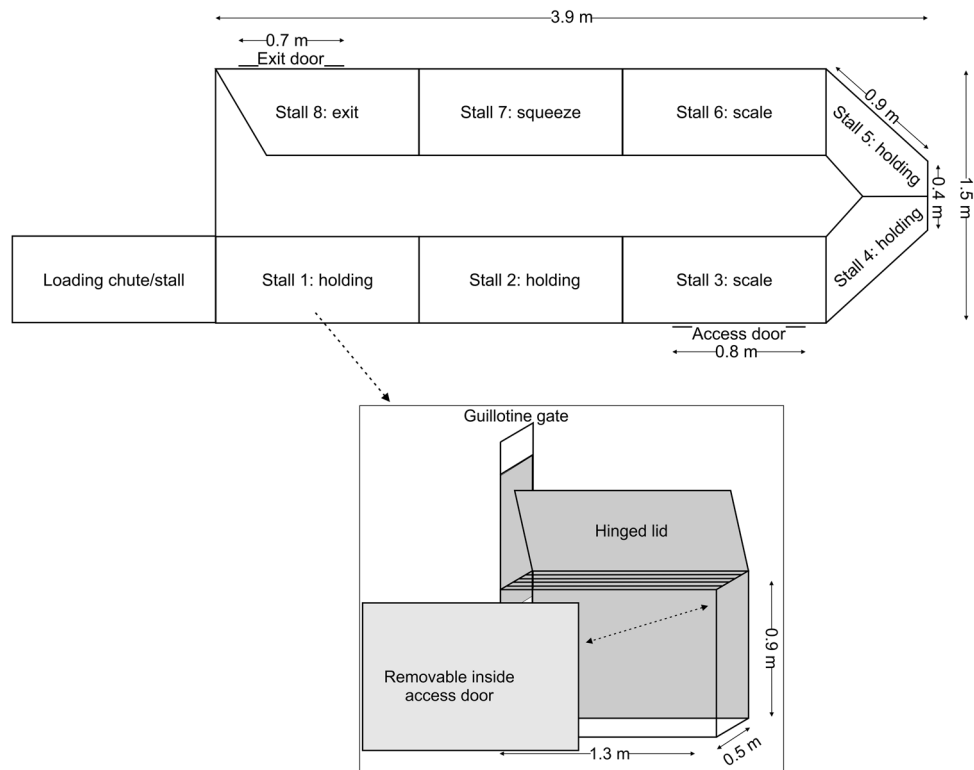 3.9 m
0.7 m
Exit door
Stall 8: exit
Stall 7: squeeze
Stall 6: scale
0.9 m
Stall 5: holding
0.4 m
1.5 m
Stall 4: holding
Loading chute/stall
Stall 1: holding
Stall 2: holding
Stall 3: scale
Access door
0.8 m
Guillotine gate
Hinged lid
0.9 m
Removable inside
access door
1.3 m
0.5 m